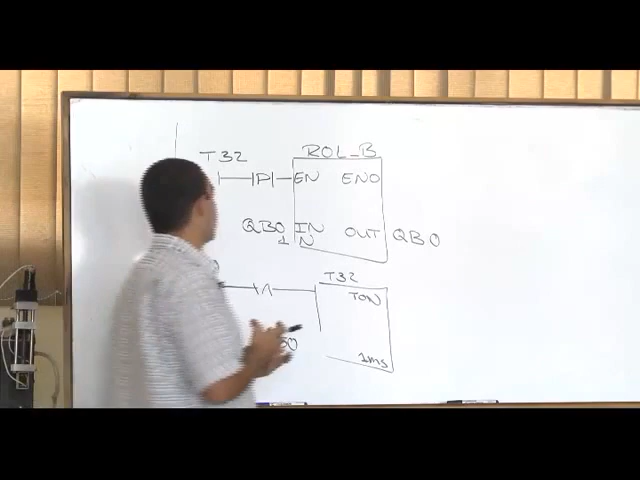 T32 ROL_B
P EN ENO
QB0 IN OUT QB0
1 N
T32
TON
1ms